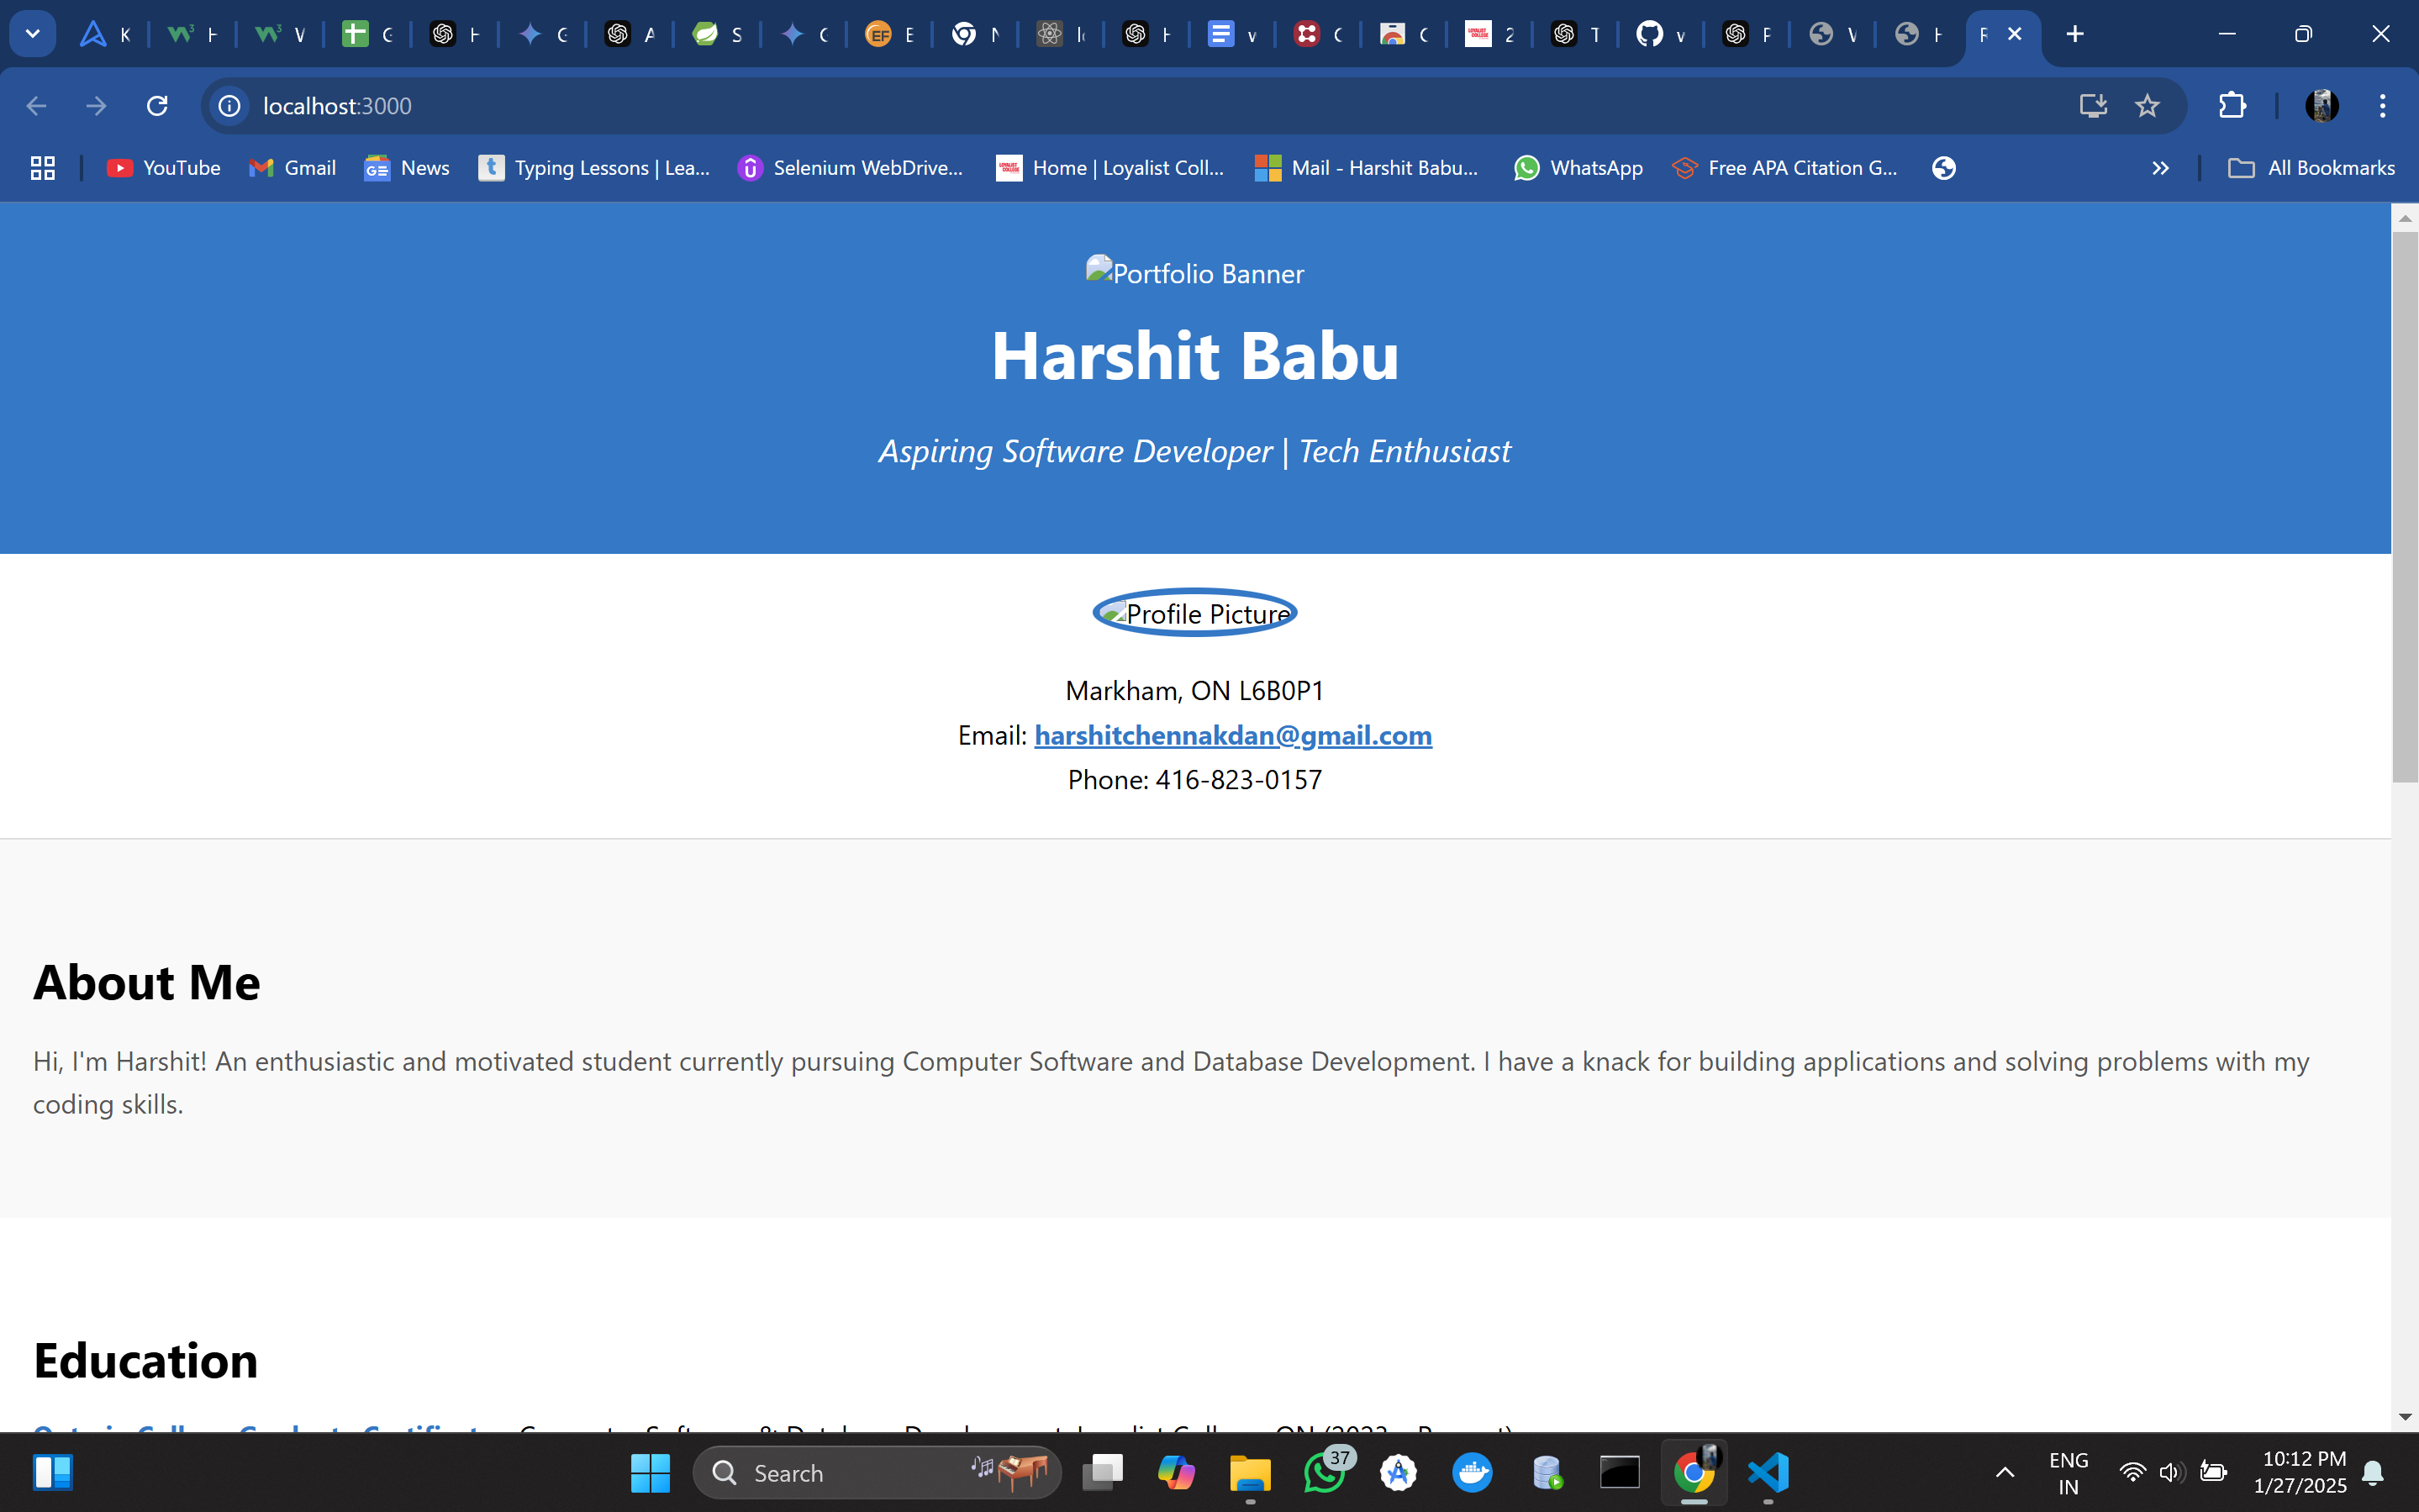 K
H
W
G
H
G
A
S
G
E
N
H
w
C
C
2
T
w
P
V
H
P
localhost:3000
YouTube
Gmail
News
Typing Lessons | Lea...
Selenium WebDrive...
Home | Loyalist Coll...
Mail - Harshit Babu...
WhatsApp
Free APA Citation G...
All Bookmarks
Portfolio Banner
Harshit Babu
Aspiring Software Developer | Tech Enthusiast
Profile Picture
Markham, ON L6B0P1
Email: harshitchennakdan@gmail.com
Phone: 416-823-0157
About Me
Hi, I'm Harshit! An enthusiastic and motivated student currently pursuing Computer Software and Database Development. I have a knack for building applications and solving problems with my
coding skills.
Education
Search
37
ENG
IN
10:12 PM
1/27/2025